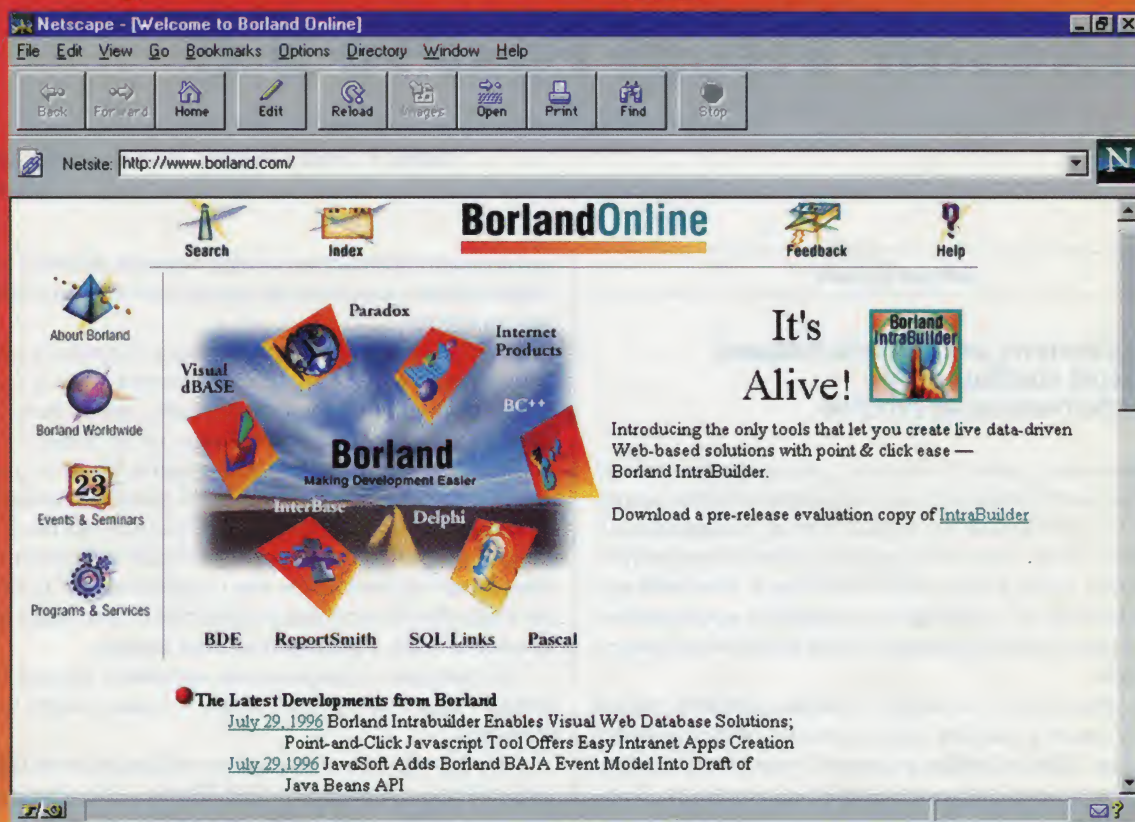 Netscape - [Welcome to Borland Online]
File Edit View Go Bookmarks Options Directory Window Help
Back Forward Home Edit Reload Images Open Print Find Stop
Netsite: http://www.borland.com/
N
BorlandOnline
Search Index Feedback Help
About Borland
Borland Worldwide
23
Events & Seminars
Programs & Services
Paradox
Internet
Products
Visual
dBASE
BC++
Borland
Making Development Easier
InterBase
Delphi
BDE ReportSmith SQL Links Pascal
It's
Alive!
Borland
IntraBuilder
Introducing the only tools that let you create live data-driven
Web-based solutions with point & click ease —
Borland IntraBuilder.
Download a pre-release evaluation copy of IntraBuilder
The Latest Developments from Borland
July 29, 1996 Borland Intrabuilder Enables Visual Web Database Solutions;
Point-and-Click Javascript Tool Offers Easy Intranet Apps Creation
July 29,1996 JavaSoft Adds Borland BAJA Event Model Into Draft of
Java Beans API